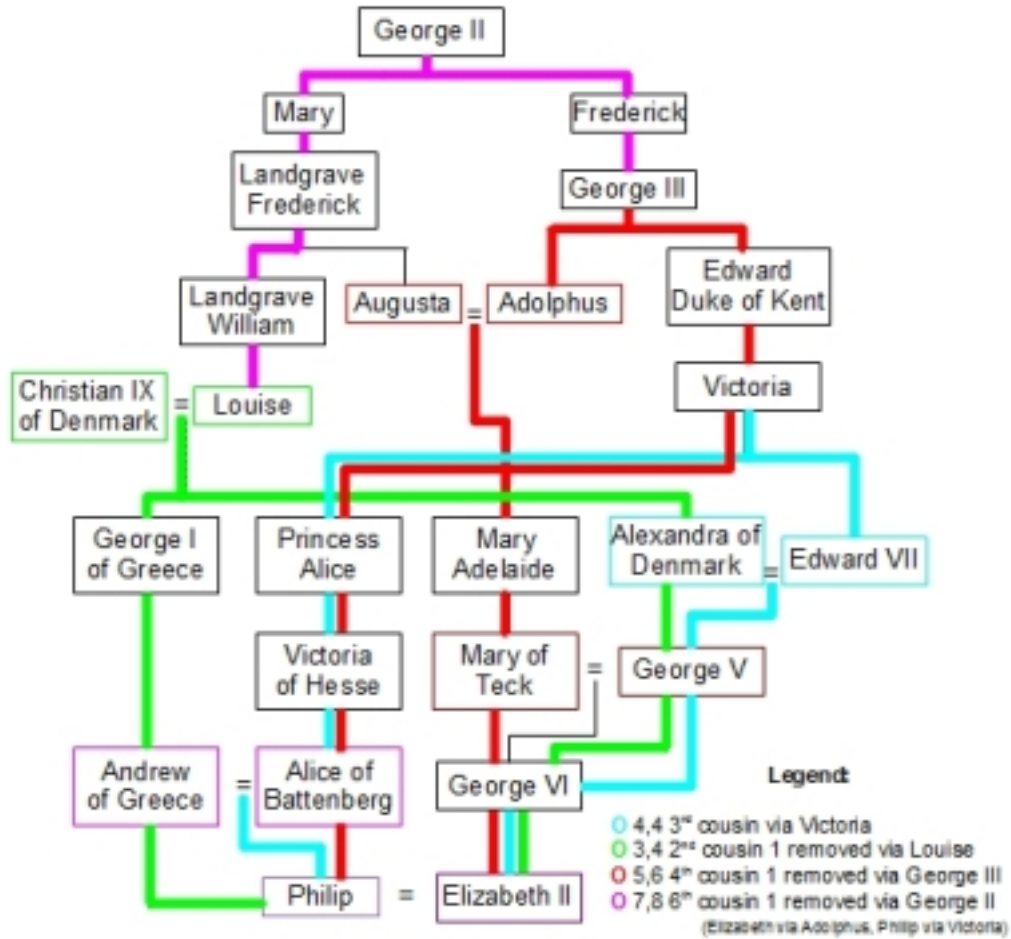 George II
Mary
Frederick
Landgrave
Frederick
George III
Landgrave
William
Augusta
=
Adolphus
Edward
Duke of Kent
Christian IX
of Denmark
=
Louise
Victoria
George I
of Greece
Princess
Alice
Mary
Adelaide
Alexandra of
Denmark
=
Edward VII
Victoria
of Hesse
Mary of
Teck
=
George V
Andrew
of Greece
=
Alice of
Battenberg
George VI
Philip
=
Elizabeth II
Legend:
O 4,4 3rd cousin via Victoria
O 3,4 2nd cousin 1 removed via Louise
O 5,6 4th cousin 1 removed via George III
O 7,8 6th cousin 1 removed via George II
(Elizabeth via Adolphus, Philip via Victoria)